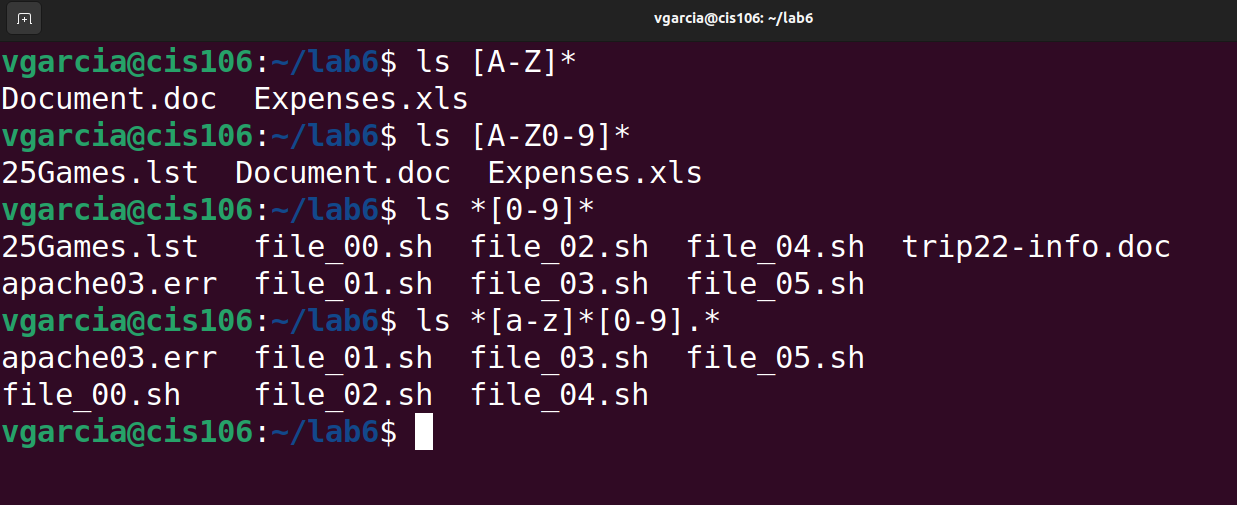 vgarcia@cis106: ~/lab6
vgarcia@cis106:~/lab6$ ls [A-Z]*
Document.doc  Expenses.xls
vgarcia@cis106:~/lab6$ ls [A-Z0-9]*
25Games.lst  Document.doc  Expenses.xls
vgarcia@cis106:~/lab6$ ls *[0-9]*
25Games.lst   file_00.sh  file_02.sh  file_04.sh  trip22-info.doc
apache03.err  file_01.sh  file_03.sh  file_05.sh
vgarcia@cis106:~/lab6$ ls *[a-z]*[0-9].*
apache03.err  file_01.sh  file_03.sh  file_05.sh
file_00.sh    file_02.sh  file_04.sh
vgarcia@cis106:~/lab6$